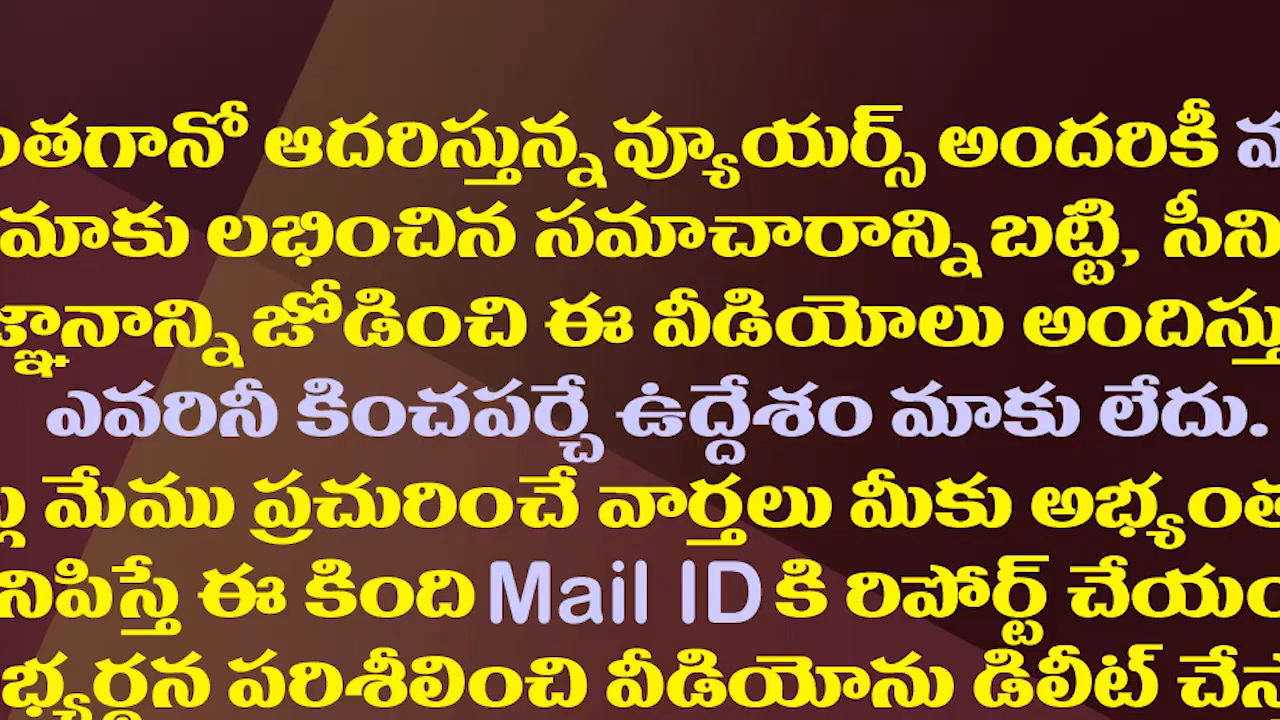 ఆదరిస్తున్న వ్యూయర్స్ అందరికీ
మాకు లభించిన సమాచారాన్ని బట్టి,
జోడించి ఈ వీడియోలు
ఎవరినీ కించపర్చే ఉద్దేశం మాకు లేదు.
మేము ప్రచురించే వార్తలు మీకు
ఈ కింది Mail ID కి రిపోర్ట్
పరిశీలించి వీడియోను డిలీట్